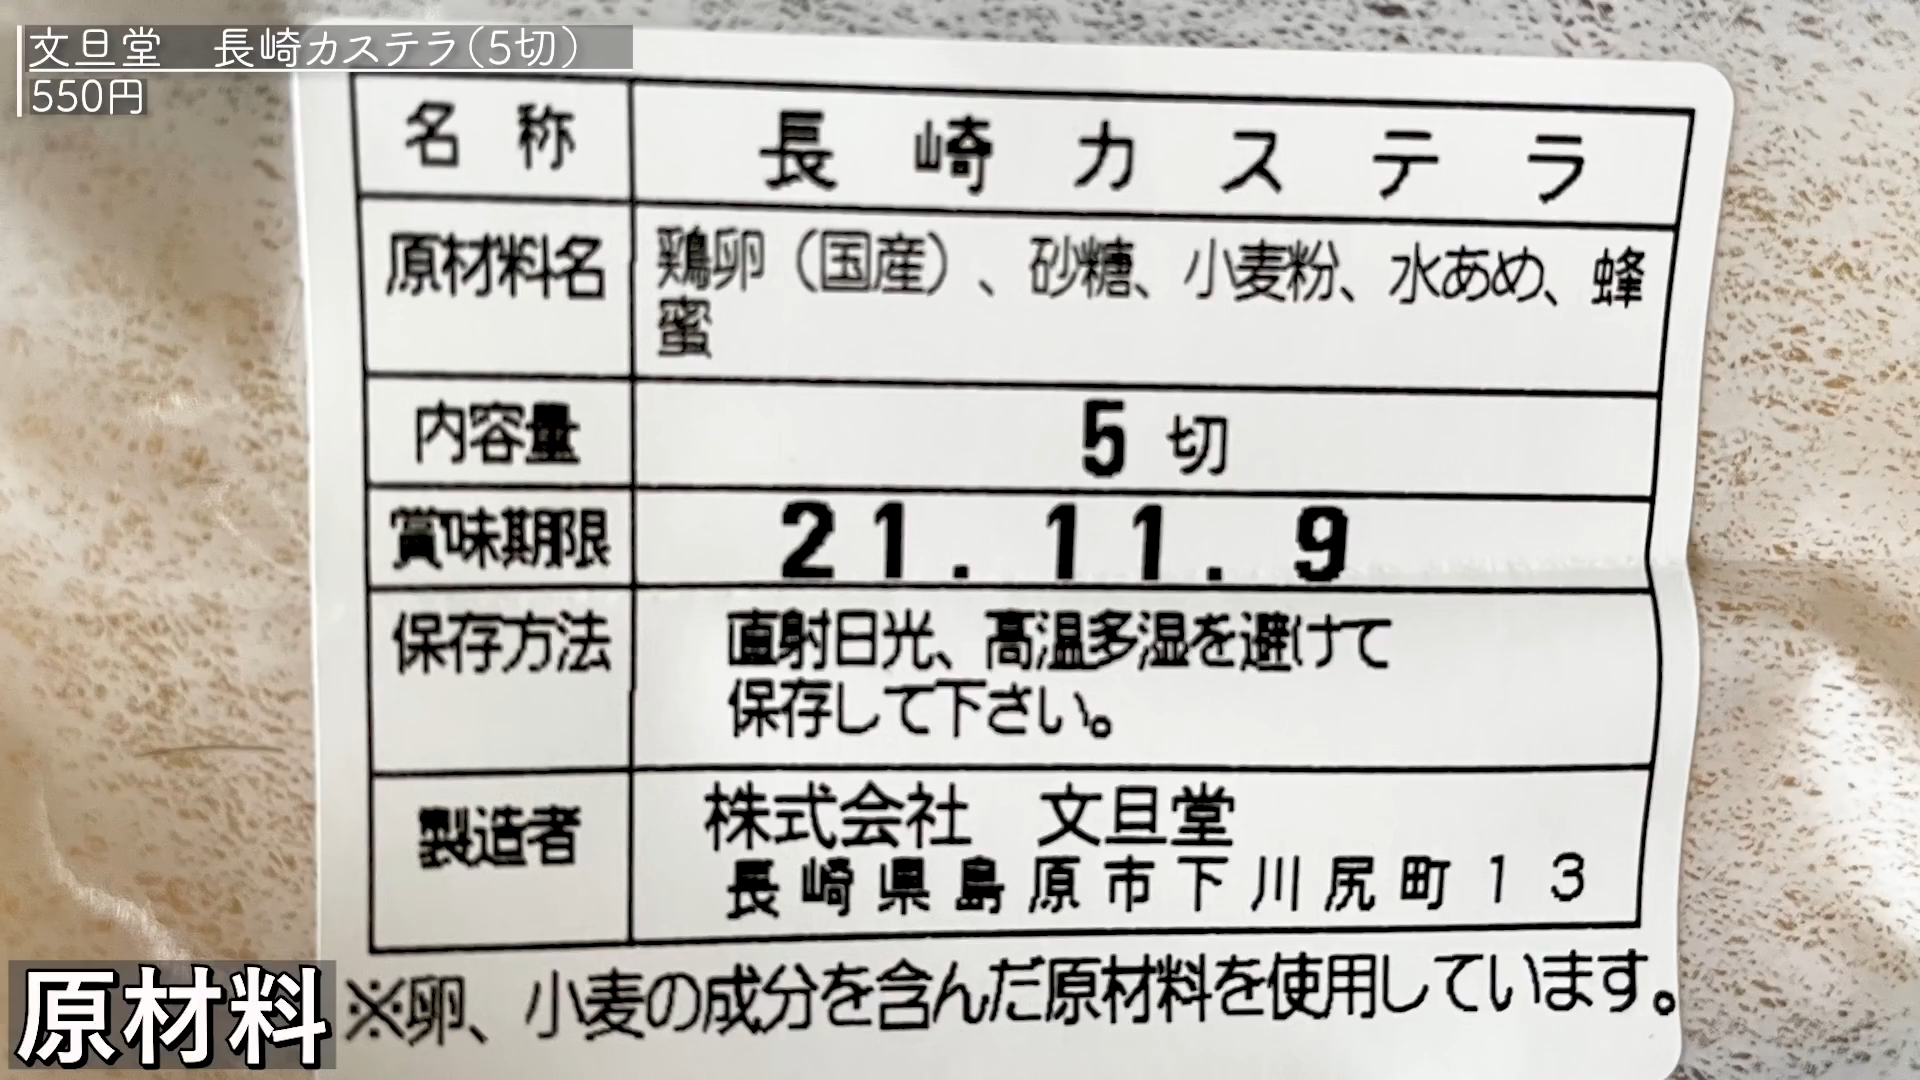 文旦堂　長崎カステラ（5切）
550円
名称　長崎カステラ
原材料名　鶏卵（国産）、砂糖、小麦粉、水あめ、蜂
蜜
内容量　5切
賞味期限　21.11.9
保存方法　直射日光、高温多湿を避けて
保存して下さい。
製造者　株式会社　文旦堂
長崎県島原市下川尻町13
※卵、小麦の成分を含んだ原材料を使用しています。
原材料